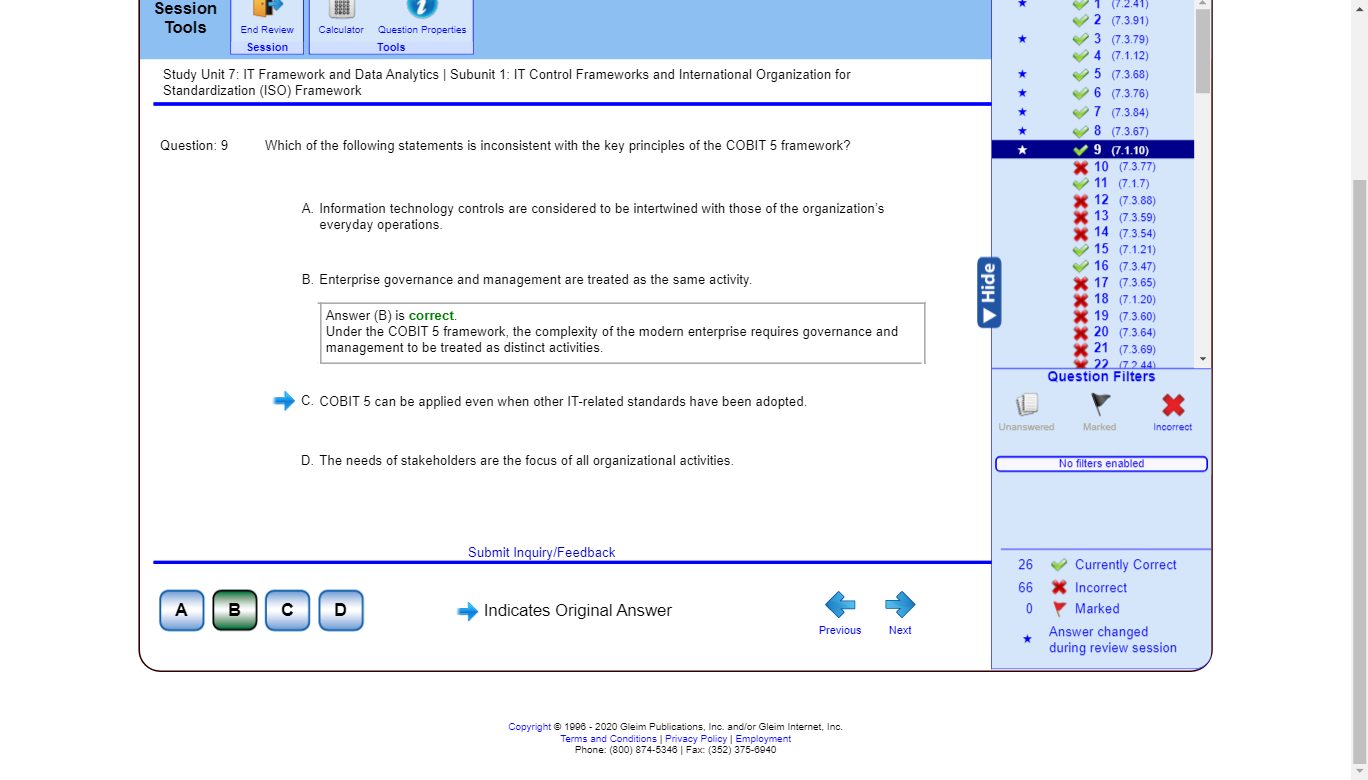 Session
Tools
End Review
Session
Calculator
Question Properties
Tools
Study Unit 7: IT Framework and Data Analytics | Subunit 1: IT Control Frameworks and International Organization for
Standardization (ISO) Framework
Question: 9
Which of the following statements is inconsistent with the key principles of the COBIT 5 framework?
A. Information technology controls are considered to be intertwined with those of the organization's
everyday operations.
B. Enterprise governance and management are treated as the same activity.
Answer (B) is correct.
Under the COBIT 5 framework, the complexity of the modern enterprise requires governance and
management to be treated as distinct activities.
C. COBIT 5 can be applied even when other IT-related standards have been adopted.
D. The needs of stakeholders are the focus of all organizational activities.
Submit Inquiry/Feedback
A B C D
Indicates Original Answer
Previous
Next
1 (7.2.41)
2 (7.3.91)
3 (7.3.79)
4 (7.1.12)
5 (7.3.68)
6 (7.3.76)
7 (7.3.84)
8 (7.3.67)
9 (7.1.10)
10 (7.3.77)
11 (7.1.7)
12 (7.3.88)
13 (7.3.59)
14 (7.3.54)
15 (7.1.21)
16 (7.3.47)
17 (7.3.65)
18 (7.1.20)
19 (7.3.60)
20 (7.3.64)
21 (7.3.69)
22 (7.2.44)
Hide
Question Filters
Unanswered
Marked
Incorrect
No filters enabled
26 Currently Correct
66 Incorrect
0 Marked
Answer changed
during review session
Copyright © 1996 - 2020 Gleim Publications, Inc. and/or Gleim Internet, Inc.
Terms and Conditions | Privacy Policy | Employment
Phone: (800) 874-5346 | Fax: (352) 375-6940